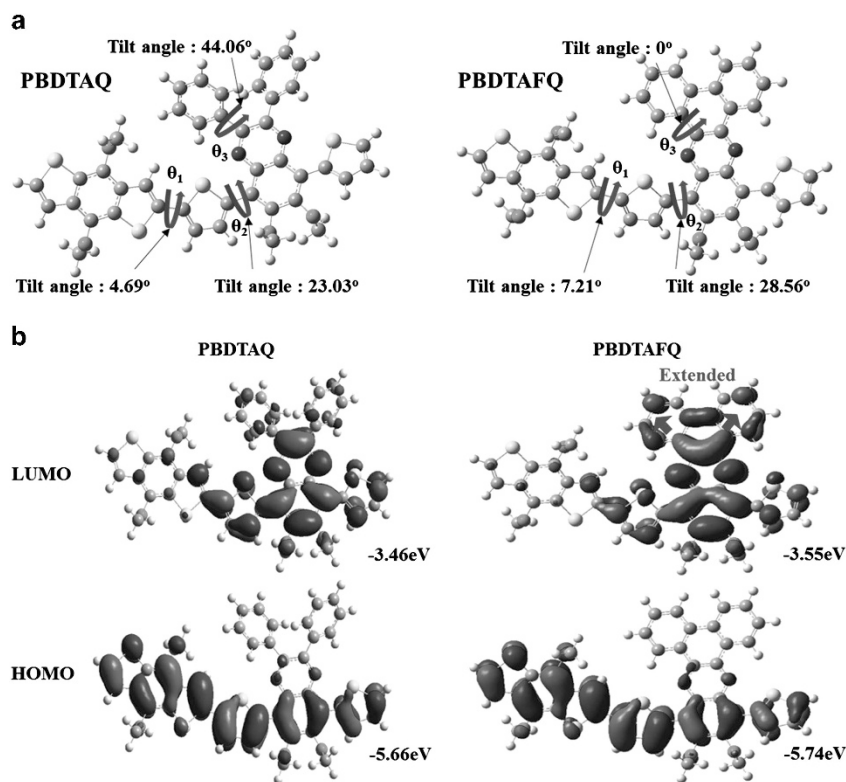 a
Tilt angle : 44.06°
Tilt angle : 0°
PBDTAQ
PBDTAFQ
θ3
θ3
θ1
θ1
θ2
θ2
Tilt angle : 4.69°
Tilt angle : 23.03°
Tilt angle : 7.21°
Tilt angle : 28.56°
b
PBDTAQ
PBDTAFQ
Extended
LUMO
-3.46eV
-3.55eV
HOMO
-5.66eV
-5.74eV